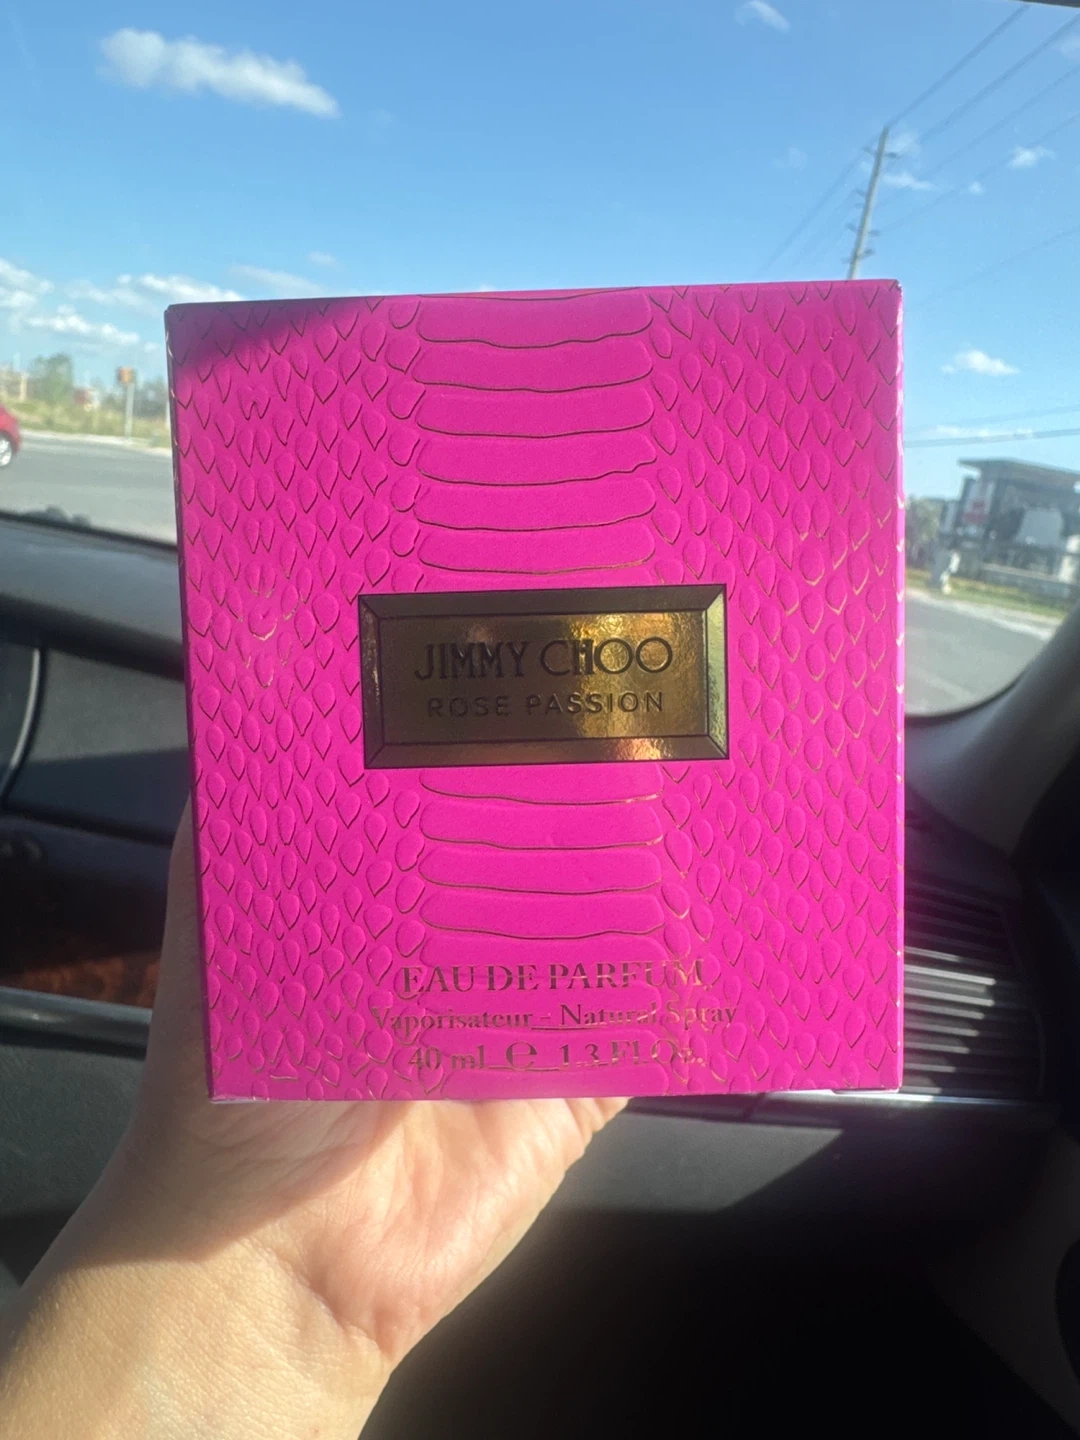 JIMMY CHOO
ROSE PASSION
EAU DE PARFUM
Vaporisateur - Natural Spray
40 ml ℮ 1.3 Fl.Oz.